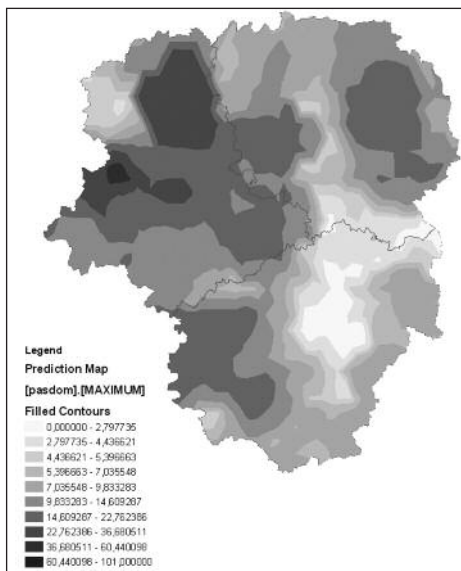 Legend
Prediction Map
[pasdom].[MAXIMUM]
Filled Contours
0,000000 - 2,797735
2,797735 - 4,436621
4,436621 - 5,396663
5,396663 - 7,035548
7,035548 - 9,833283
9,833283 - 14,609287
14,609287 - 22,762386
22,762386 - 36,680511
36,680511 - 60,440098
60,440098 - 101,000000